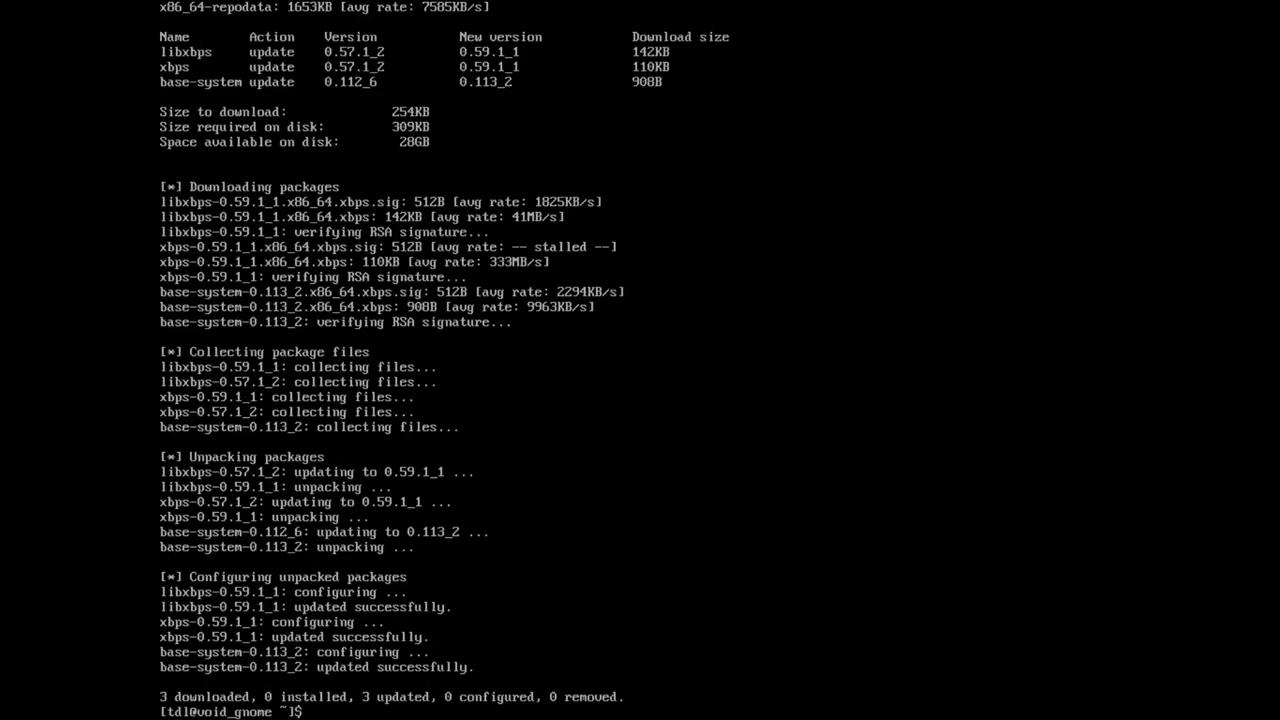 x86_64-repodata: 1653KB [avg rate: 7585KB/s]
Name Action Version New version Download size
libxbps update 0.57.1_2 0.59.1_1 142KB
xbps update 0.57.1_2 0.59.1_1 110KB
base-system update 0.112_6 0.113_2 908B
Size to download: 254KB
Size required on disk: 309KB
Space available on disk: 28GB
[*] Downloading packages
libxbps-0.59.1_1.x86_64.xbps.sig: 512B [avg rate: 1825KB/s]
libxbps-0.59.1_1.x86_64.xbps: 142KB [avg rate: 41MB/s]
libxbps-0.59.1_1: verifying RSA signature...
xbps-0.59.1_1.x86_64.xbps.sig: 512B [avg rate: -- stalled --]
xbps-0.59.1_1.x86_64.xbps: 110KB [avg rate: 333MB/s]
xbps-0.59.1_1: verifying RSA signature...
base-system-0.113_2.x86_64.xbps.sig: 512B [avg rate: 2294KB/s]
base-system-0.113_2.x86_64.xbps: 908B [avg rate: 9963KB/s]
base-system-0.113_2: verifying RSA signature...
[*] Collecting package files
libxbps-0.59.1_1: collecting files...
libxbps-0.57.1_2: collecting files...
xbps-0.59.1_1: collecting files...
xbps-0.57.1_2: collecting files...
base-system-0.113_2: collecting files...
[*] Unpacking packages
libxbps-0.57.1_2: updating to 0.59.1_1 ...
libxbps-0.59.1_1: unpacking ...
xbps-0.57.1_2: updating to 0.59.1_1 ...
xbps-0.59.1_1: unpacking ...
base-system-0.112_6: updating to 0.113_2 ...
base-system-0.113_2: unpacking ...
[*] Configuring unpacked packages
libxbps-0.59.1_1: configuring ...
libxbps-0.59.1_1: updated successfully.
xbps-0.59.1_1: configuring ...
xbps-0.59.1_1: updated successfully.
base-system-0.113_2: configuring ...
base-system-0.113_2: updated successfully.
3 downloaded, 0 installed, 3 updated, 0 configured, 0 removed.
[tdl@void_gnome ~]$